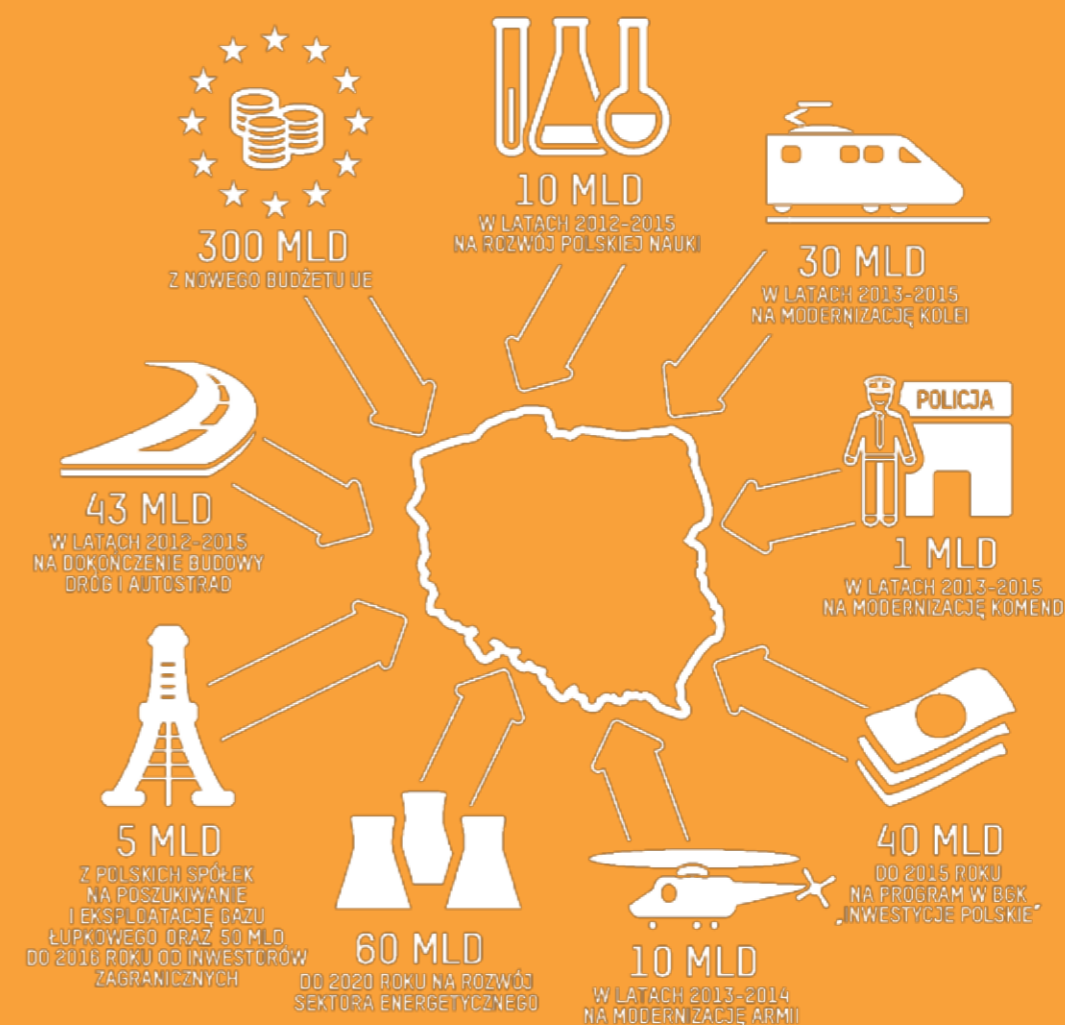 300 MLD
Z NOWEGO BUDŻETU UE
10 MLD
W LATACH 2012-2015
NA ROZWÓJ POLSKIEJ NAUKI
30 MLD
W LATACH 2013-2015
NA MODERNIZACJĘ KOLEI
POLICJA
1 MLD
W LATACH 2013-2015
NA MODERNIZACJĘ KOMEND
43 MLD
W LATACH 2012-2015
NA DOKOŃCZENIE BUDOWY
DRÓG I AUTOSTRAD
5 MLD
Z POLSKICH SPÓŁEK
NA POSZUKIWANIE
I EKSPLOATACJĘ GAZU
ŁUPKOWEGO ORAZ 50 MLD.
DO 2016 ROKU OD INWESTORÓW
ZAGRANICZNYCH
60 MLD
DO 2020 ROKU NA ROZWÓJ
SEKTORA ENERGETYCZNEGO
10 MLD
W LATACH 2013-2014
NA MODERNIZACJĘ ARMII
40 MLD
DO 2015 ROKU
NA PROGRAM W BGK
„INWESTYCJE POLSKIE”